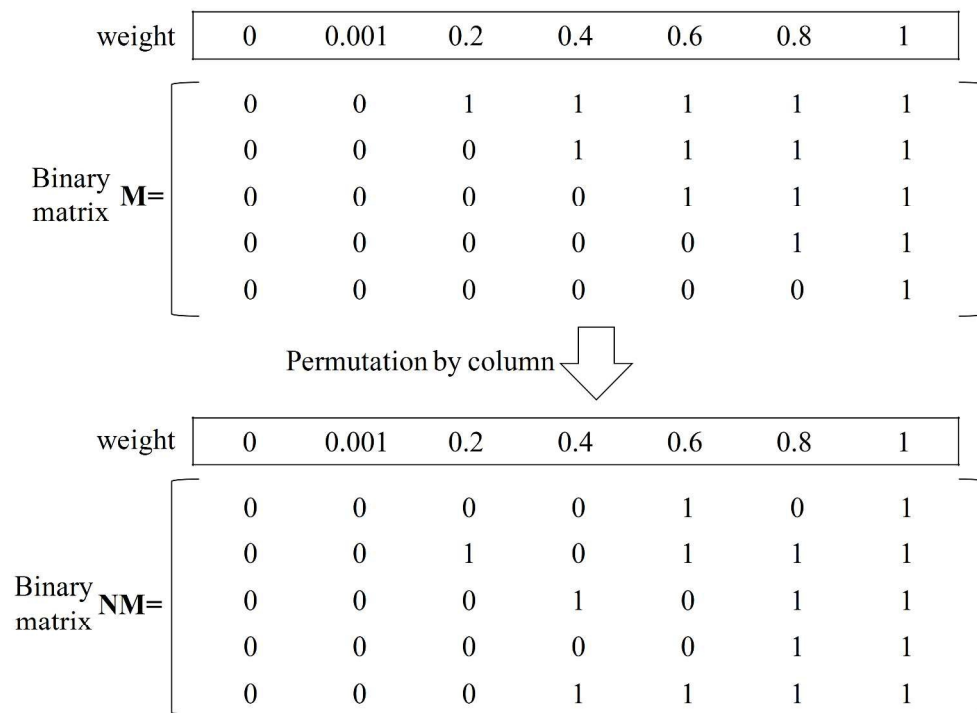 weight 0 0.001 0.2 0.4 0.6 0.8 1
0 0 1 1 1 1 1
0 0 0 1 1 1 1
Binary matrix M= 0 0 0 0 1 1 1
0 0 0 0 0 1 1
0 0 0 0 0 0 1
Permutation by column
weight 0 0.001 0.2 0.4 0.6 0.8 1
0 0 0 0 1 0 1
0 0 1 0 1 1 1
Binary matrix NM= 0 0 0 1 0 1 1
0 0 0 0 0 1 1
0 0 0 1 1 1 1